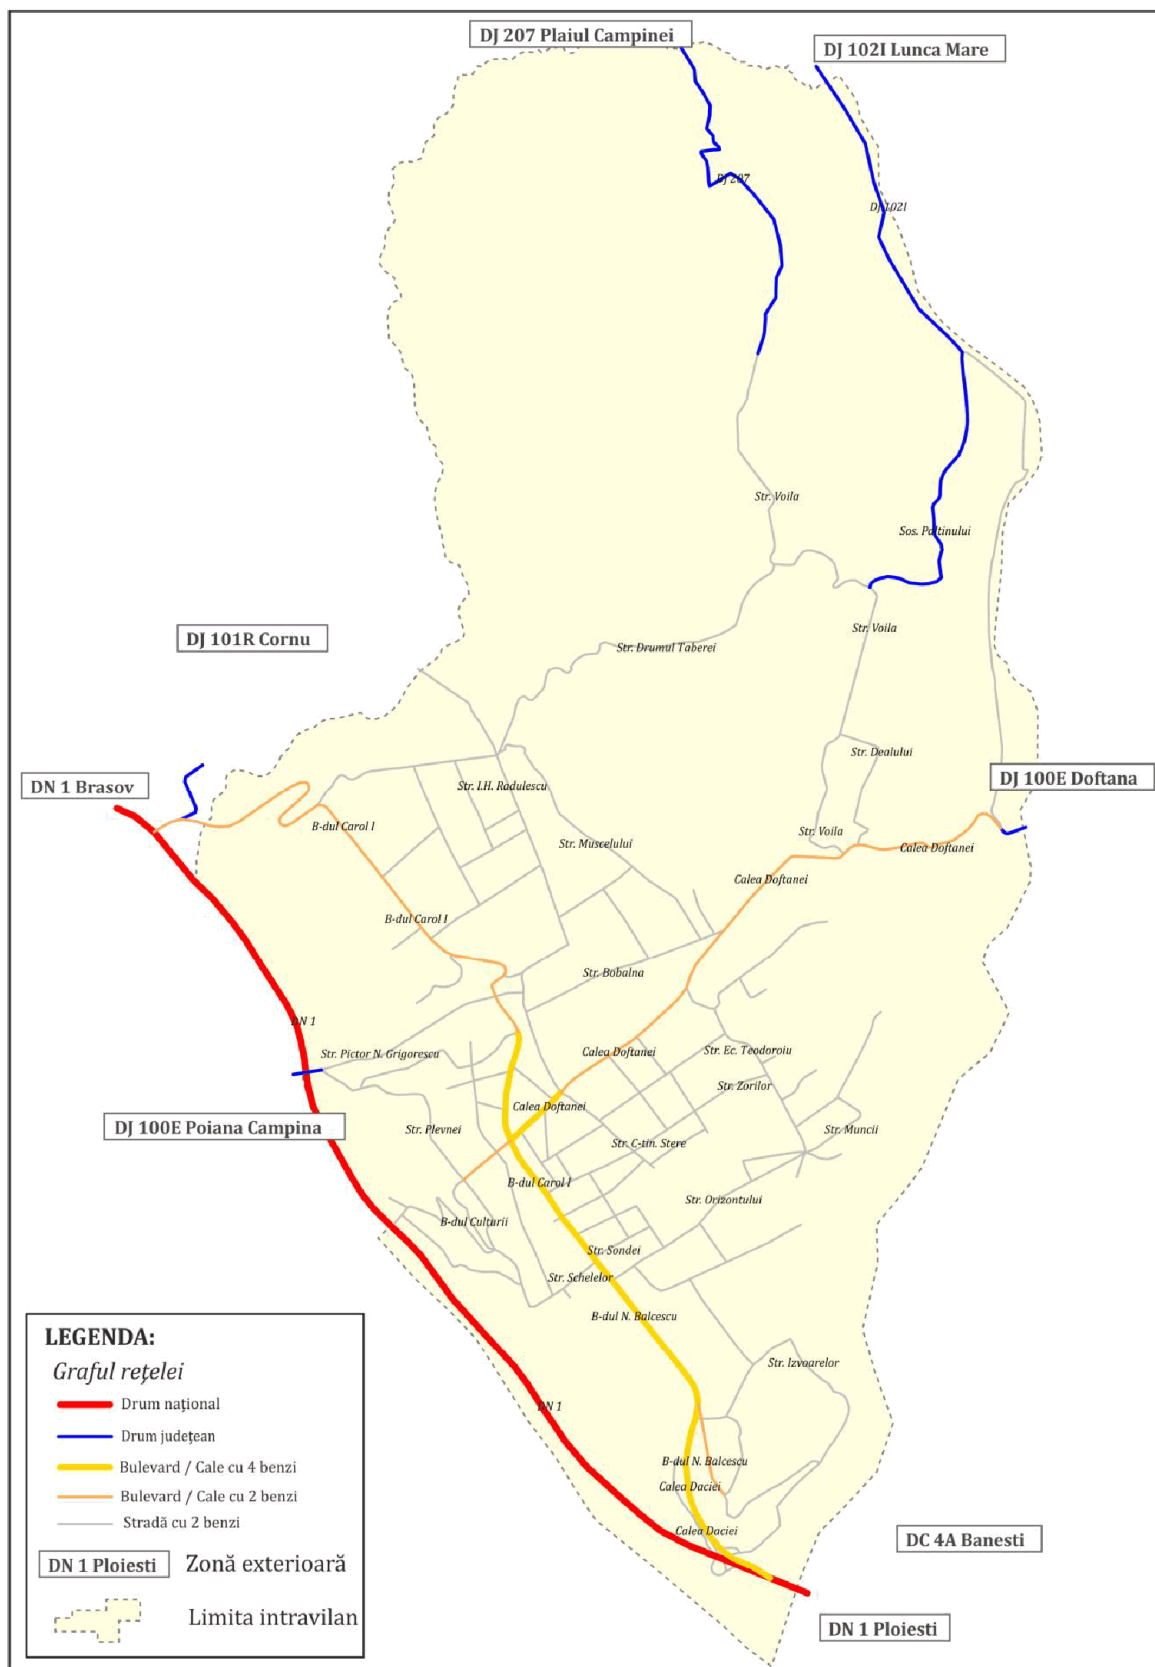 DJ 207 Plaiul Campinei
DJ 102I Lunca Mare
DJ 207
DJ 102I
Str. Voila
Sos. Paltinului
Str. Voila
DJ 101R Cornu
Str. Drumul Taberei
Str. Dealului
DN 1 Brasov
Str. I.H. Radulescu
DJ 100E Doftana
B-dul Carol I
Str. Voila
Str. Muscelului
Calea Doftanei
Calea Doftanei
B-dul Carol I
Str. Bobalna
DN 1
Str. Pictor N. Grigorescu
Calea Doftanei
Str. Ec. Teodoroiu
Str. Zorilor
Calea Doftanei
DJ 100E Poiana Campina
Str. Plevnei
Str. C-tin. Stere
Str. Muncii
B-dul Carol I
Str. Orizontului
B-dul Culturii
Str. Sondei
Str. Schelelor
B-dul N. Balcescu
Str. Izvoarelor
DN 1
B-dul N. Balcescu
Calea Daciei
Calea Daciei
DC 4A Banesti
DN 1 Ploiesti
LEGENDA:
Graful rețelei
Drum național
Drum județean
Bulevard / Cale cu 4 benzi
Bulevard / Cale cu 2 benzi
Stradă cu 2 benzi
DN 1 Ploiesti Zonă exterioară
Limita intravilan